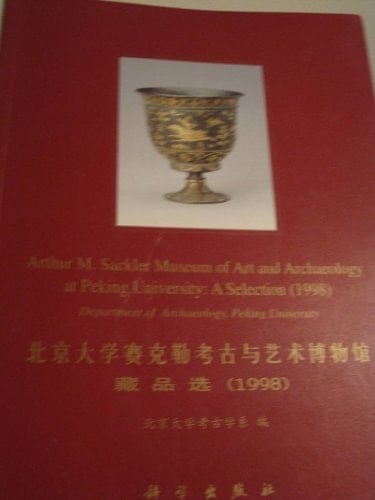 Arthur M. Sackler Museum of Art and Archaeology
at Peking University: A Selection (1998)
Department of Archaeology, Peking University
北京大学赛克勒考古与艺术博物馆
藏品选 (1998)
北京大学考古学系 编
科学出版社